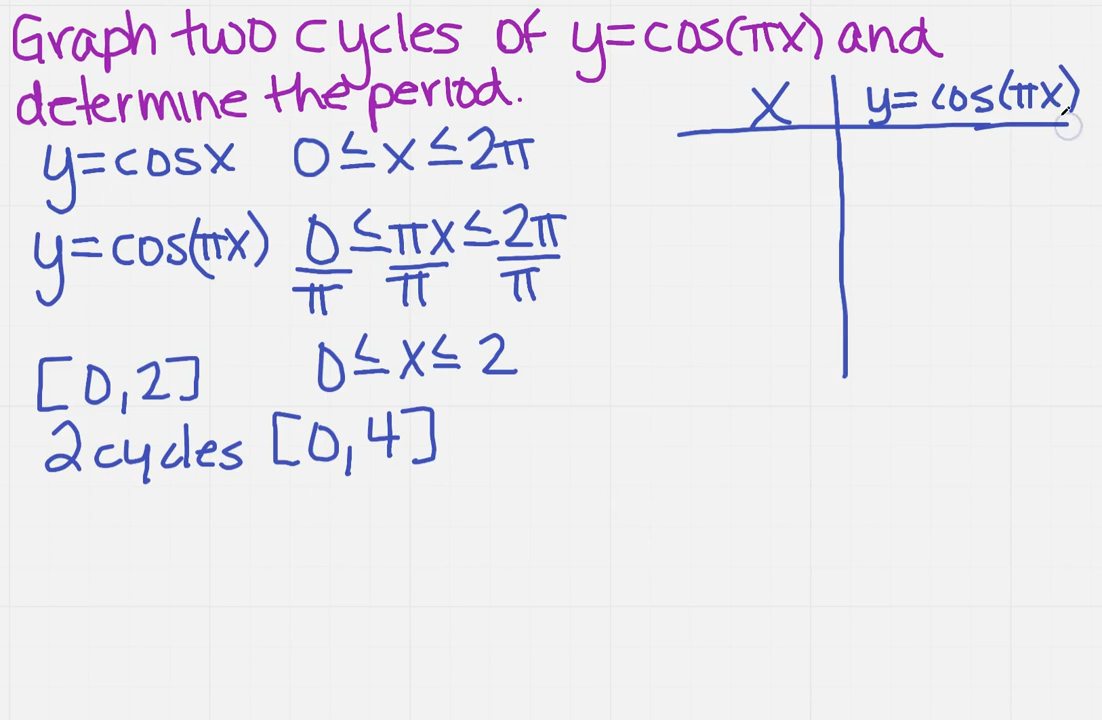 Graph two cycles of y=cos(πx) and
determine the period.
x y=cos(πx)
y=cosx 0≤x≤2π
y=cos(πx) 0/π ≤ πx/π ≤ 2π/π
0≤x≤2
[0,2]
2cycles [0,4]